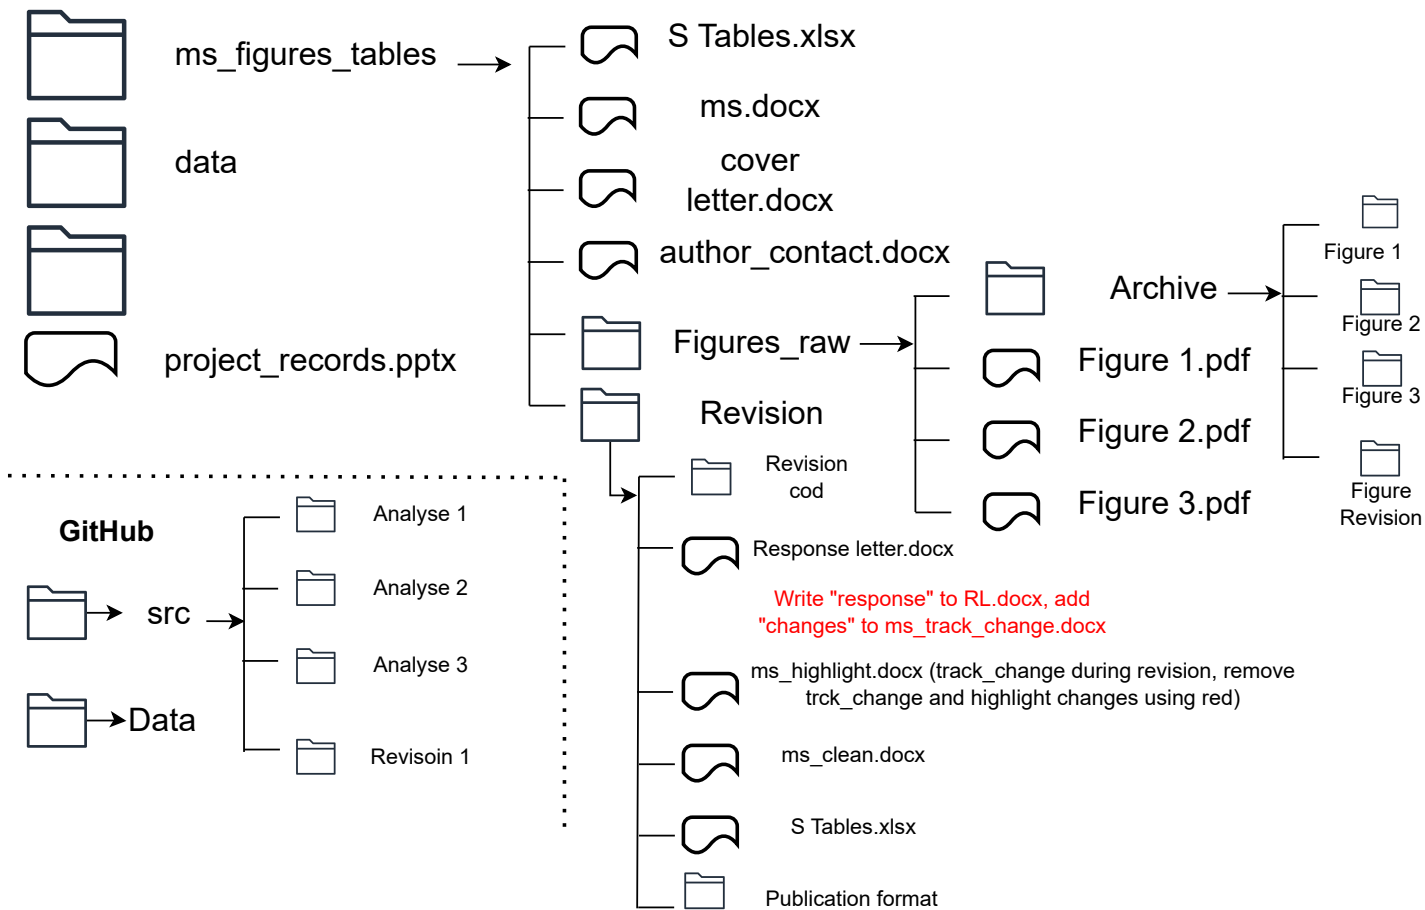 ms_figures_tables
data
project_records.pptx
S Tables.xlsx
ms.docx
cover
letter.docx
author_contact.docx
Figures_raw
Revision
Archive
Figure 1.pdf
Figure 2.pdf
Figure 3.pdf
Figure 1
Figure 2
Figure 3
Figure
Revision
Revision
cod
Response letter.docx
Write "response" to RL.docx, add
"changes" to ms_track_change.docx
ms_highlight.docx (track_change during revision, remove
trck_change and highlight changes using red)
ms_clean.docx
S Tables.xlsx
Publication format
GitHub
src
Data
Analyse 1
Analyse 2
Analyse 3
Revisoin 1